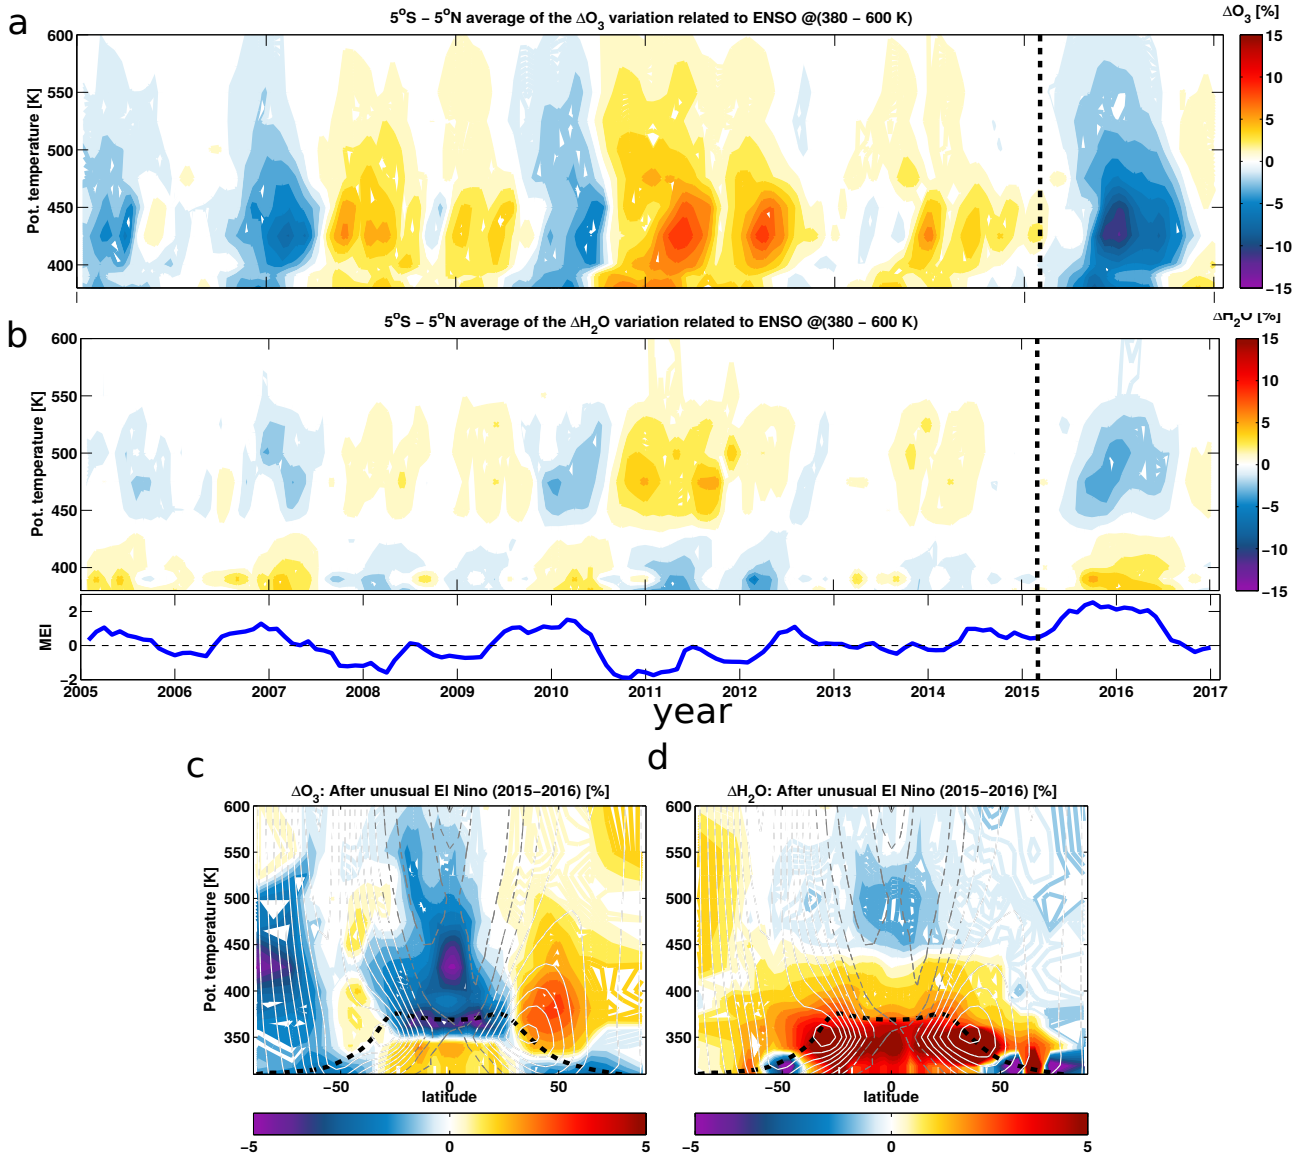 a
5°S − 5°N average of the ΔO₃ variation related to ENSO @(380 − 600 K)
ΔO₃ [%]
600
550
500
450
400
Pot. temperature [K]
15
10
5
0
−5
−10
−15
b
5°S − 5°N average of the ΔH₂O variation related to ENSO @(380 − 600 K)
ΔH₂O [%]
600
550
500
450
400
Pot. temperature [K]
15
10
5
0
−5
−10
−15
2
0
−2
MEI
2005 2006 2007 2008 2009 2010 2011 2012 2013 2014 2015 2016 2017
year
c
ΔO₃: After unusual El Nino (2015−2016) [%]
600
550
500
450
400
350
Pot. temperature [K]
−50 0 50
latitude
−5 0 5
d
ΔH₂O: After unusual El Nino (2015−2016) [%]
600
550
500
450
400
350
−50 0 50
latitude
−5 0 5